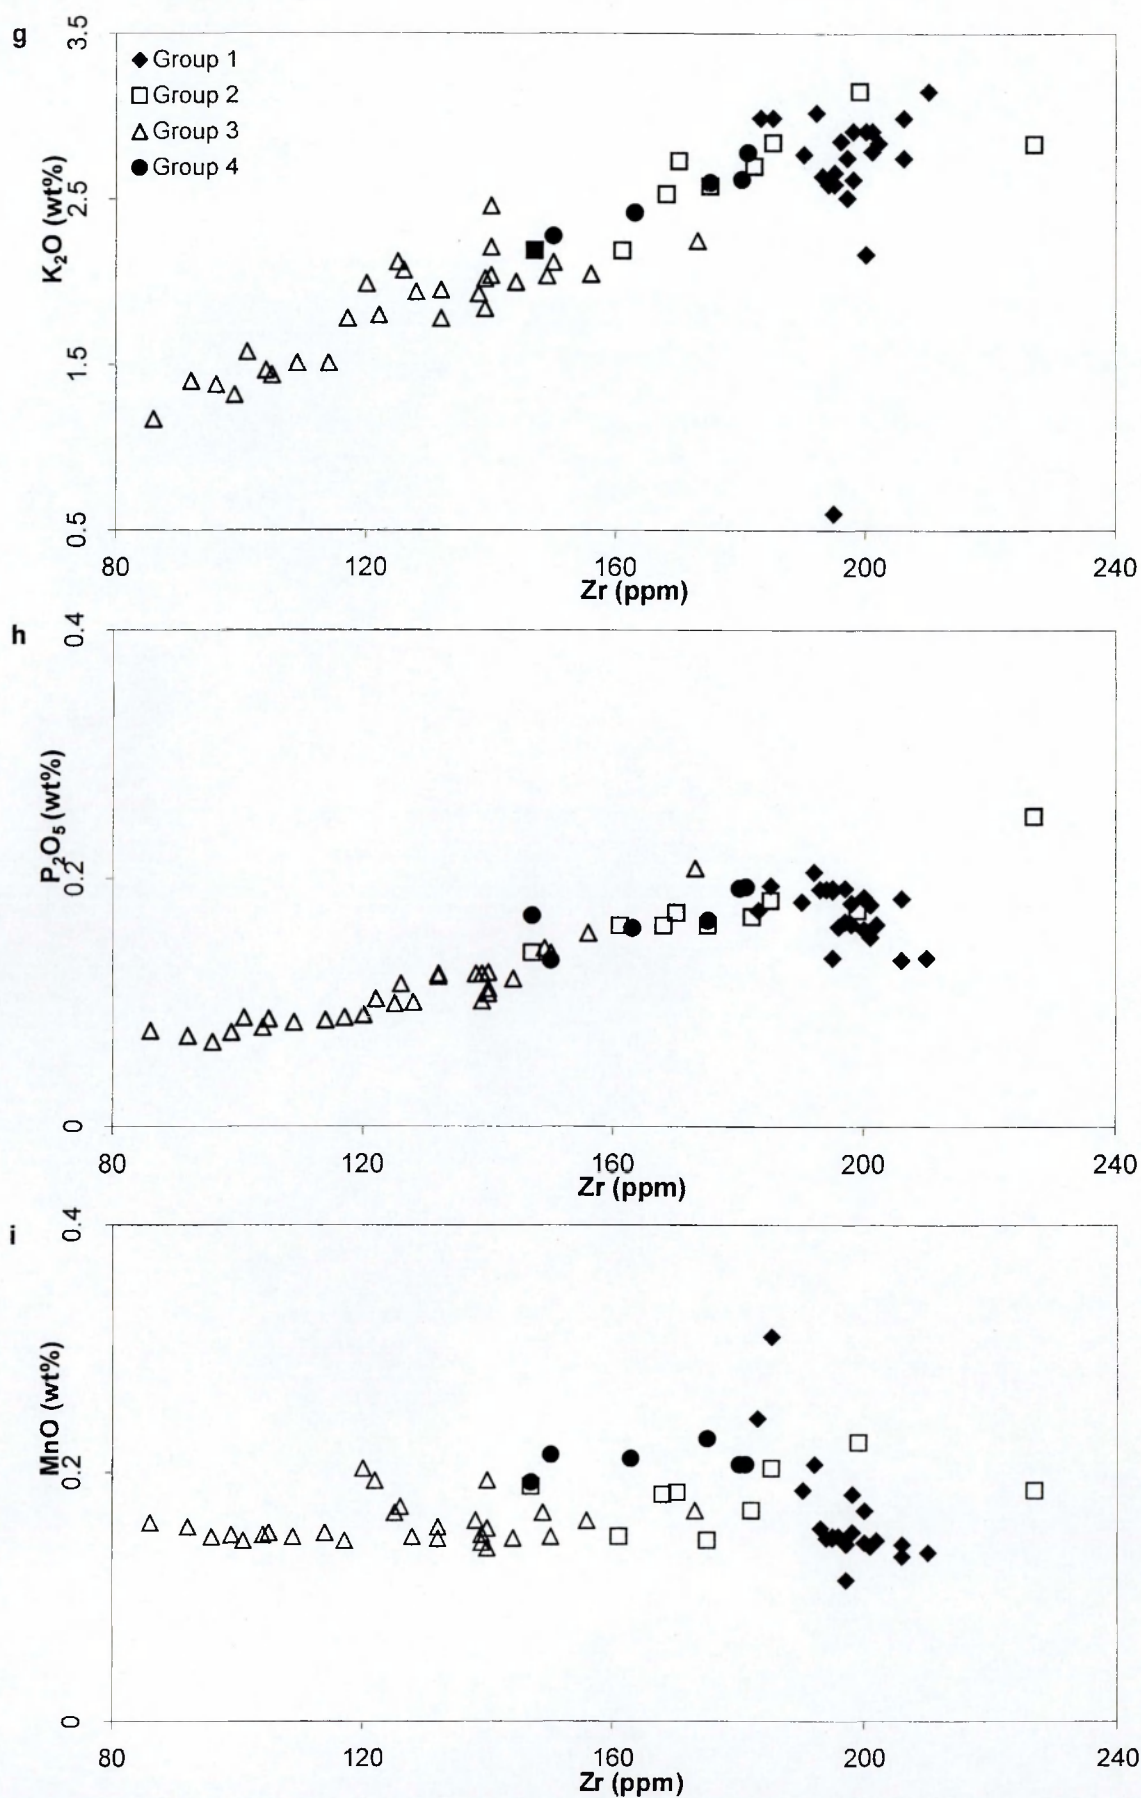 g
3.5
2.5
1.5
0.5
K₂O (wt%)
Group 1
Group 2
Group 3
Group 4
80 120 160 200 240
Zr (ppm)
h
0.4
0.2
0
P₂O₅ (wt%)
80 120 160 200 240
Zr (ppm)
i
0.4
0.2
0
MnO (wt%)
80 120 160 200 240
Zr (ppm)